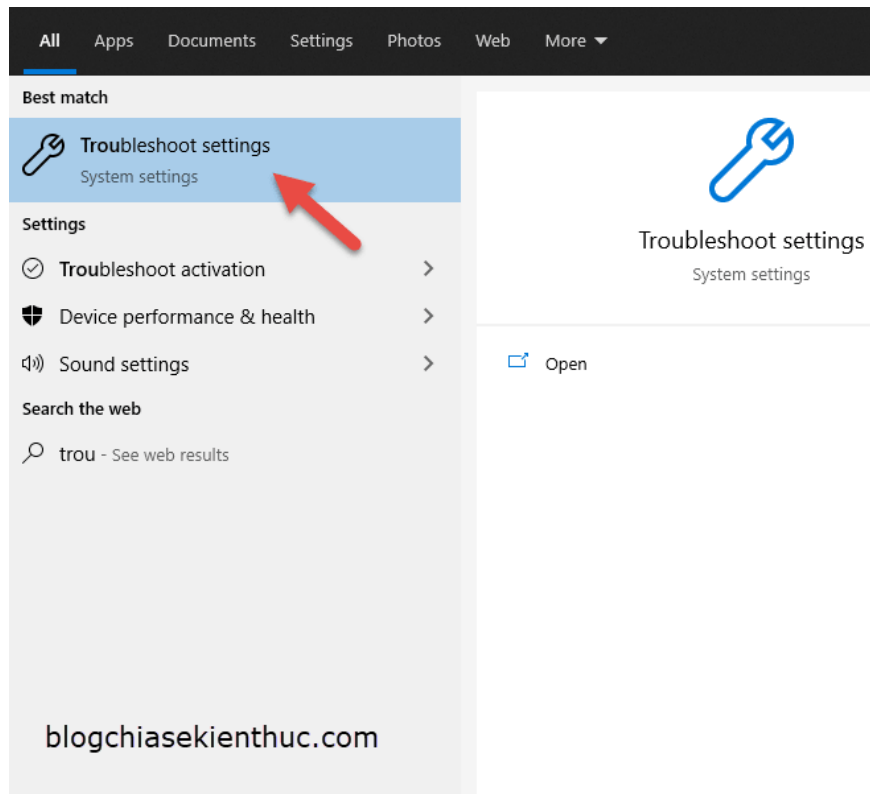 All Apps Documents Settings Photos Web More
Best match
Troubleshoot settings
System settings
Settings
Troubleshoot activation
Device performance & health
Sound settings
Search the web
trou - See web results
Troubleshoot settings
System settings
Open
blogchiasekienthuc.com